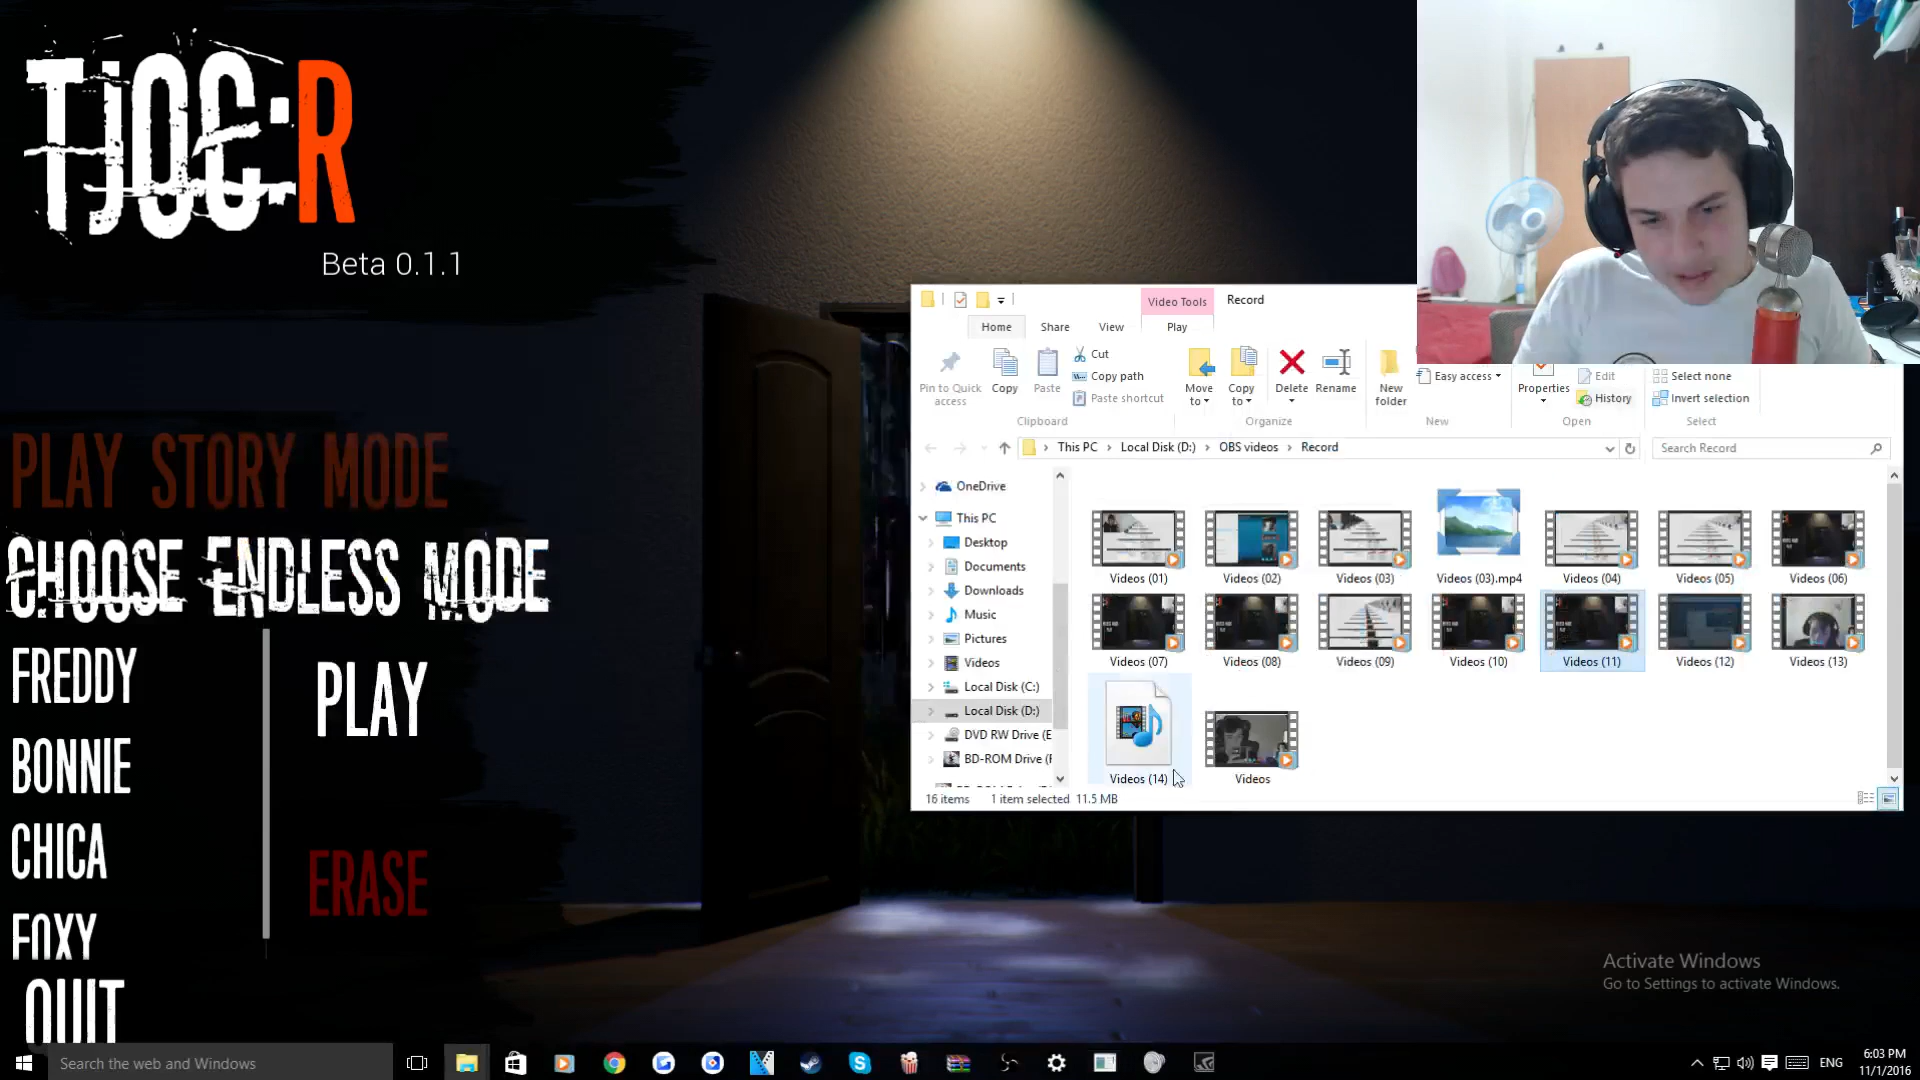 TJOC:R
Beta 0.1.1
PLAY STORY MODE
CHOOSE ENDLESS MODE
FREDDY
BONNIE
CHICA
FOXY
QUIT
PLAY
ERASE
Video Tools
Record
Home
Share
View
Play
Pin to Quick access
Copy
Paste
Cut
Copy path
Paste shortcut
Clipboard
Move to
Copy to
Delete
Rename
Organize
New folder
Easy access
New
Properties
Edit
History
Open
Select none
Invert selection
Select
This PC
Local Disk (D:)
OBS videos
Record
Search Record
OneDrive
This PC
Desktop
Documents
Downloads
Music
Pictures
Videos
Local Disk (C:)
Local Disk (D:)
DVD RW Drive (E
BD-ROM Drive (F
Videos (01)
Videos (02)
Videos (03)
Videos (03).mp4
Videos (04)
Videos (05)
Videos (06)
Videos (07)
Videos (08)
Videos (09)
Videos (10)
Videos (11)
Videos (12)
Videos (13)
Videos (14)
Videos
16 items
1 item selected 11.5 MB
Activate Windows
Go to Settings to activate Windows.
Search the web and Windows
ENG
6:03 PM
11/1/2016